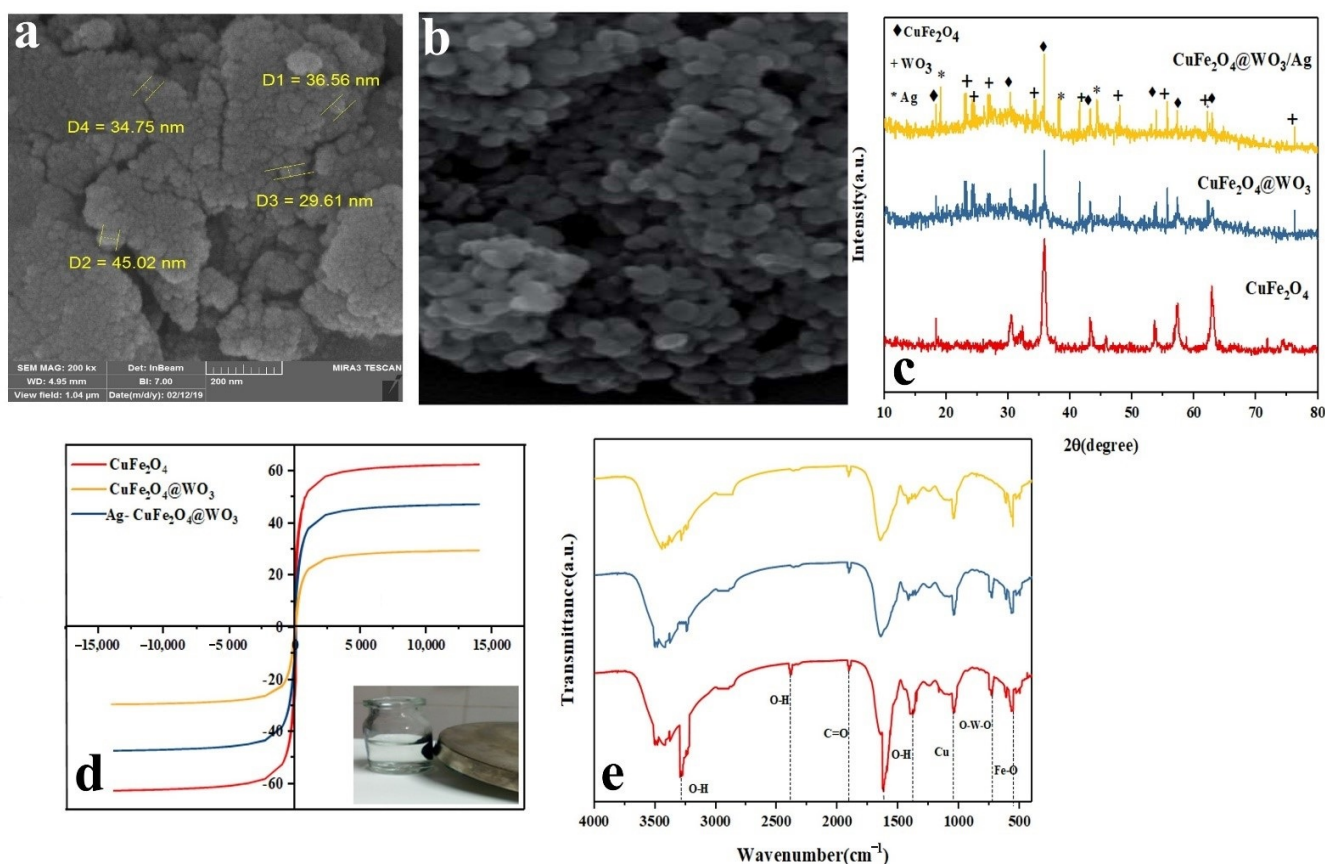 a
D1 = 36.56 nm
D4 = 34.75 nm
D3 = 29.61 nm
D2 = 45.02 nm
SEM MAG: 200 kx
Det: InBeam
MIRA3 TESCAN
WD: 4.95 mm
BI: 7.00
200 nm
View field: 1.04 µm
Date(m/d/y): 02/12/19
b
♦CuFe₂O₄
+ WO₃
* Ag
CuFe₂O₄@WO₃/Ag
CuFe₂O₄@WO₃
CuFe₂O₄
Intensity(a.u.)
c
10 20 30 40 50 60 70 80
2θ(degree)
CuFe₂O₄
CuFe₂O₄@WO₃
Ag- CuFe₂O₄@WO₃
60
40
20
0
−15,000 −10,000 −5 000 0 5 000 10,000 15,000
-20
-40
-60
d
Transmittance(a.u.)
O-H
O-H
C=O
O-H
Cu
O-W-O
Fe-O
e
4000 3500 3000 2500 2000 1500 1000 500
Wavenumber(cm⁻¹)